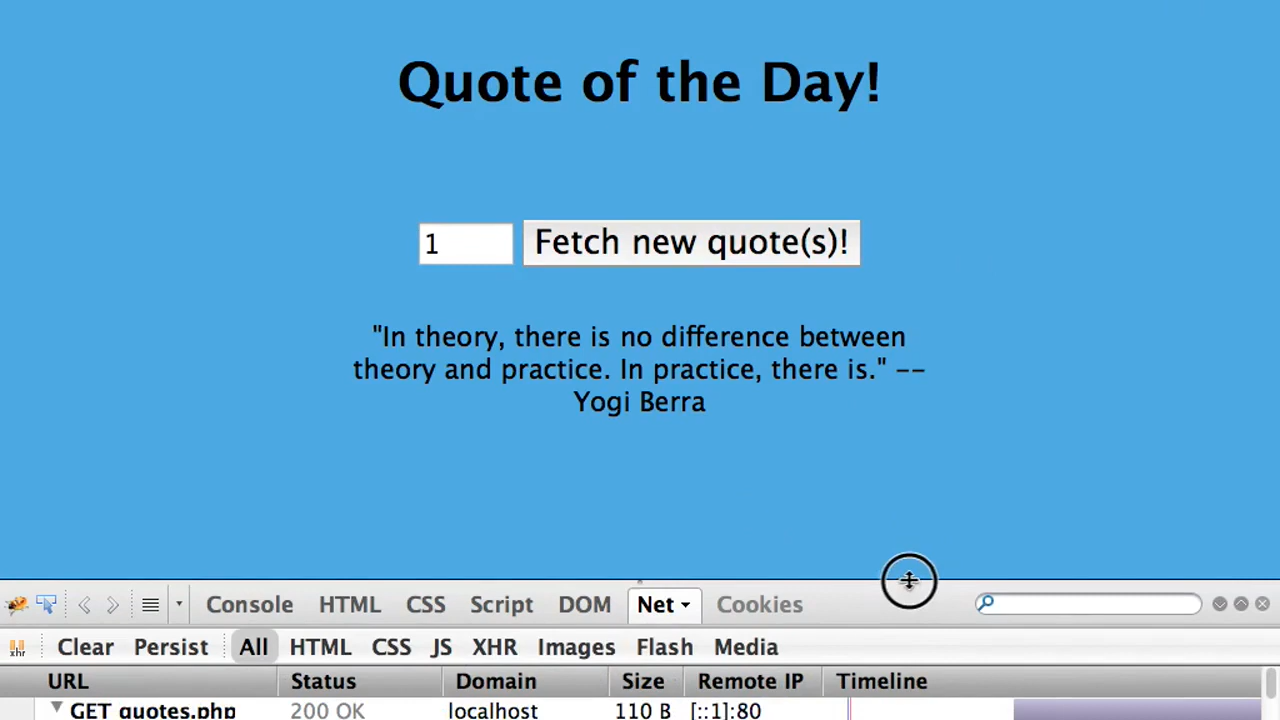 Quote of the Day!
1 Fetch new quote(s)!
"In theory, there is no difference between
theory and practice. In practice, there is." --
Yogi Berra
Console HTML CSS Script DOM Net Cookies
xhr Clear Persist All HTML CSS JS XHR Images Flash Media
URL Status Domain Size Remote IP Timeline
GET quotes.php 200 OK localhost 110 B [::1]:80